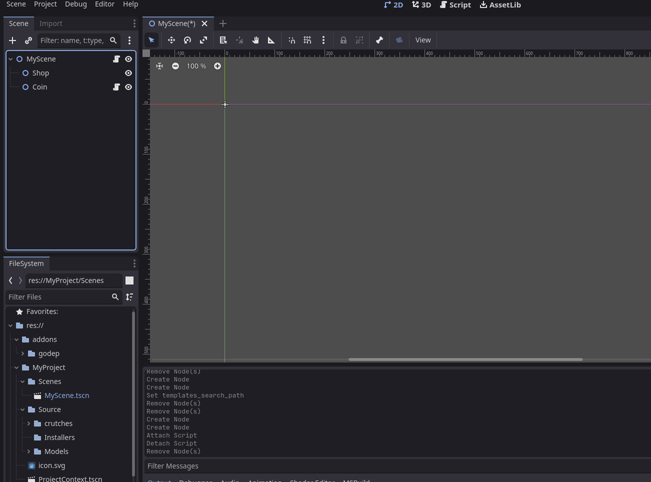 Scene Project Debug Editor Help
2D 3D Script AssetLib
Scene Import
MyScene(*)
Filter: name, t:type,
MyScene
Shop
Coin
100 %
View
FileSystem
res://MyProject/Scenes
Filter Files
Favorites:
res://
addons
godep
MyProject
Scenes
MyScene.tscn
Source
crutches
Installers
Models
icon.svg
ProjectContext.tscn
Remove Node(s)
Create Node
Create Node
Set templates_search_path
Remove Node(s)
Remove Node(s)
Create Node
Create Node
Attach Script
Detach Script
Remove Node(s)
Filter Messages